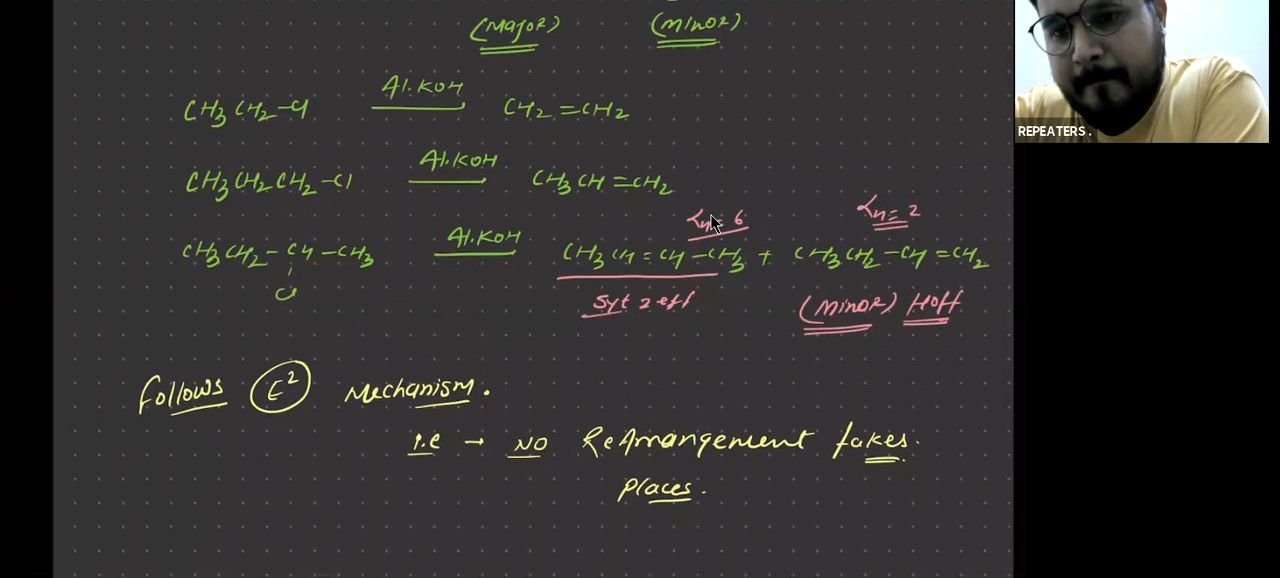 (Major) (Minor)
CH3 CH2-Cl Al.KOH CH2=CH2
CH3CH2CH2-Cl Al.KOH CH3CH=CH2
αH=6 αH=2
CH3CH2-CH-CH3 Al.KOH CH3CH=CH-CH3 + CH3CH2-CH=CH2
Cl
Syt zeff (Minor) Hoff
follows E2 Mechanism.
i.e → NO ReArrangement takes.
places.
REPEATERS.